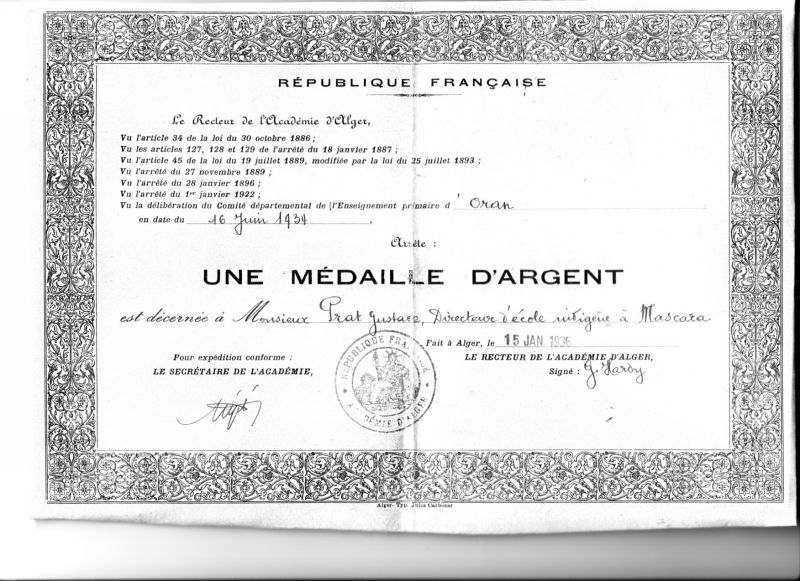 RÉPUBLIQUE FRANÇAISE
Le Recteur de l'Académie d'Alger,
Vu l'article 34 de la loi du 30 octobre 1886 ;
Vu les articles 127, 128 et 129 de l'arrêté du 18 janvier 1887 ;
Vu l'article 45 de la loi du 19 juillet 1889, modifiée par la loi du 25 juillet 1893 ;
Vu l'arrêté du 27 novembre 1889 ;
Vu l'arrêté du 28 janvier 1896 ;
Vu l'arrêté du 1er janvier 1922 ;
Vu la délibération du Comité départemental de l'Enseignement primaire d'Oran
en date du 16 Juin 1934.
Arrête :
UNE MÉDAILLE D'ARGENT
est décernée à Monsieur Prat Gustave, Directeur d'école indigène à Mascara
Fait à Alger, le 15 JAN.
Pour expédition conforme :
LE SECRÉTAIRE DE L'ACADÉMIE,
LE RECTEUR DE L'ACADÉMIE D'ALGER,
Signé : G. Hardy
RÉPUBLIQUE FRANÇAISE
ACADÉMIE D'ALGER
Alger- Typ. Jules Carbonel